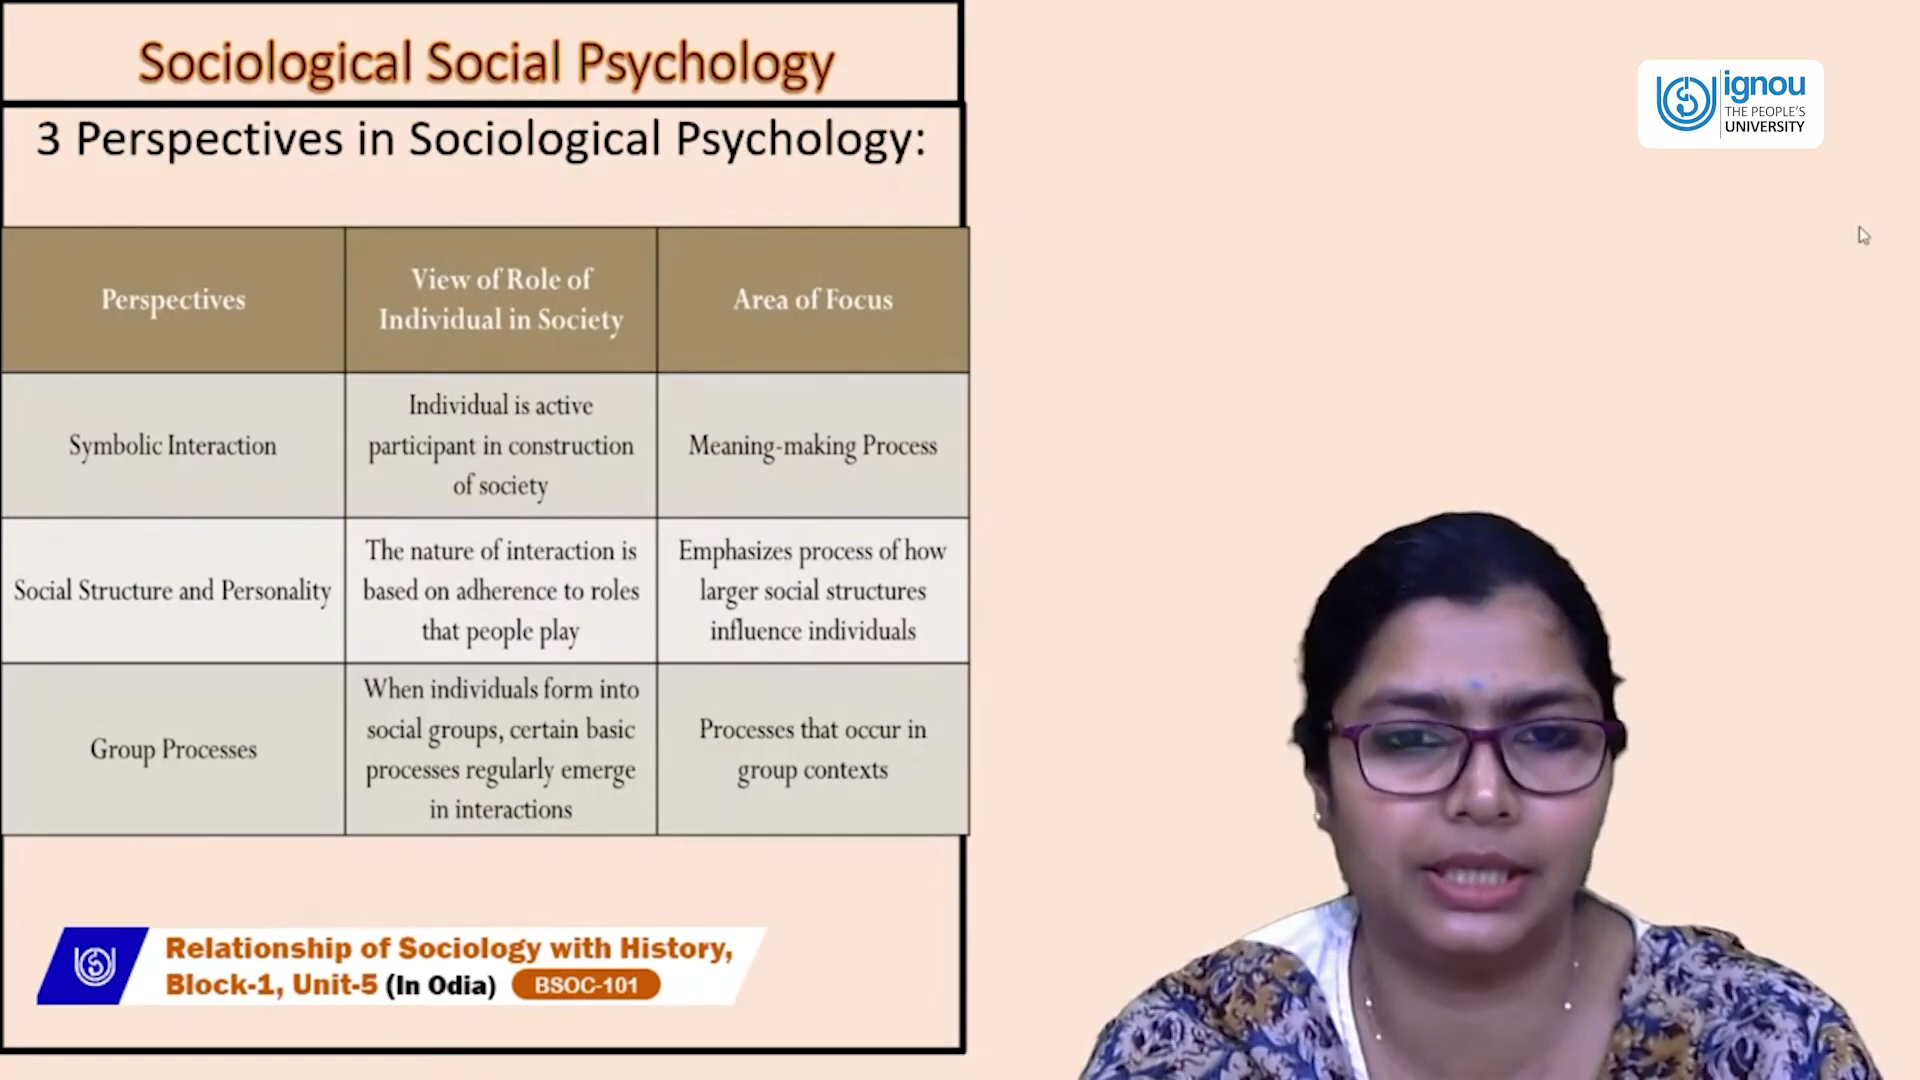 Sociological Social Psychology
3 Perspectives in Sociological Psychology:
Perspectives
View of Role of
Individual in Society
Area of Focus
Symbolic Interaction
Individual is active
participant in construction
of society
Meaning-making Process
Social Structure and Personality
The nature of interaction is
based on adherence to roles
that people play
Emphasizes process of how
larger social structures
influence individuals
Group Processes
When individuals form into
social groups, certain basic
processes regularly emerge
in interactions
Processes that occur in
group contexts
Relationship of Sociology with History,
Block-1, Unit-5 (In Odia) BSOC-101
ignou
THE PEOPLE'S
UNIVERSITY